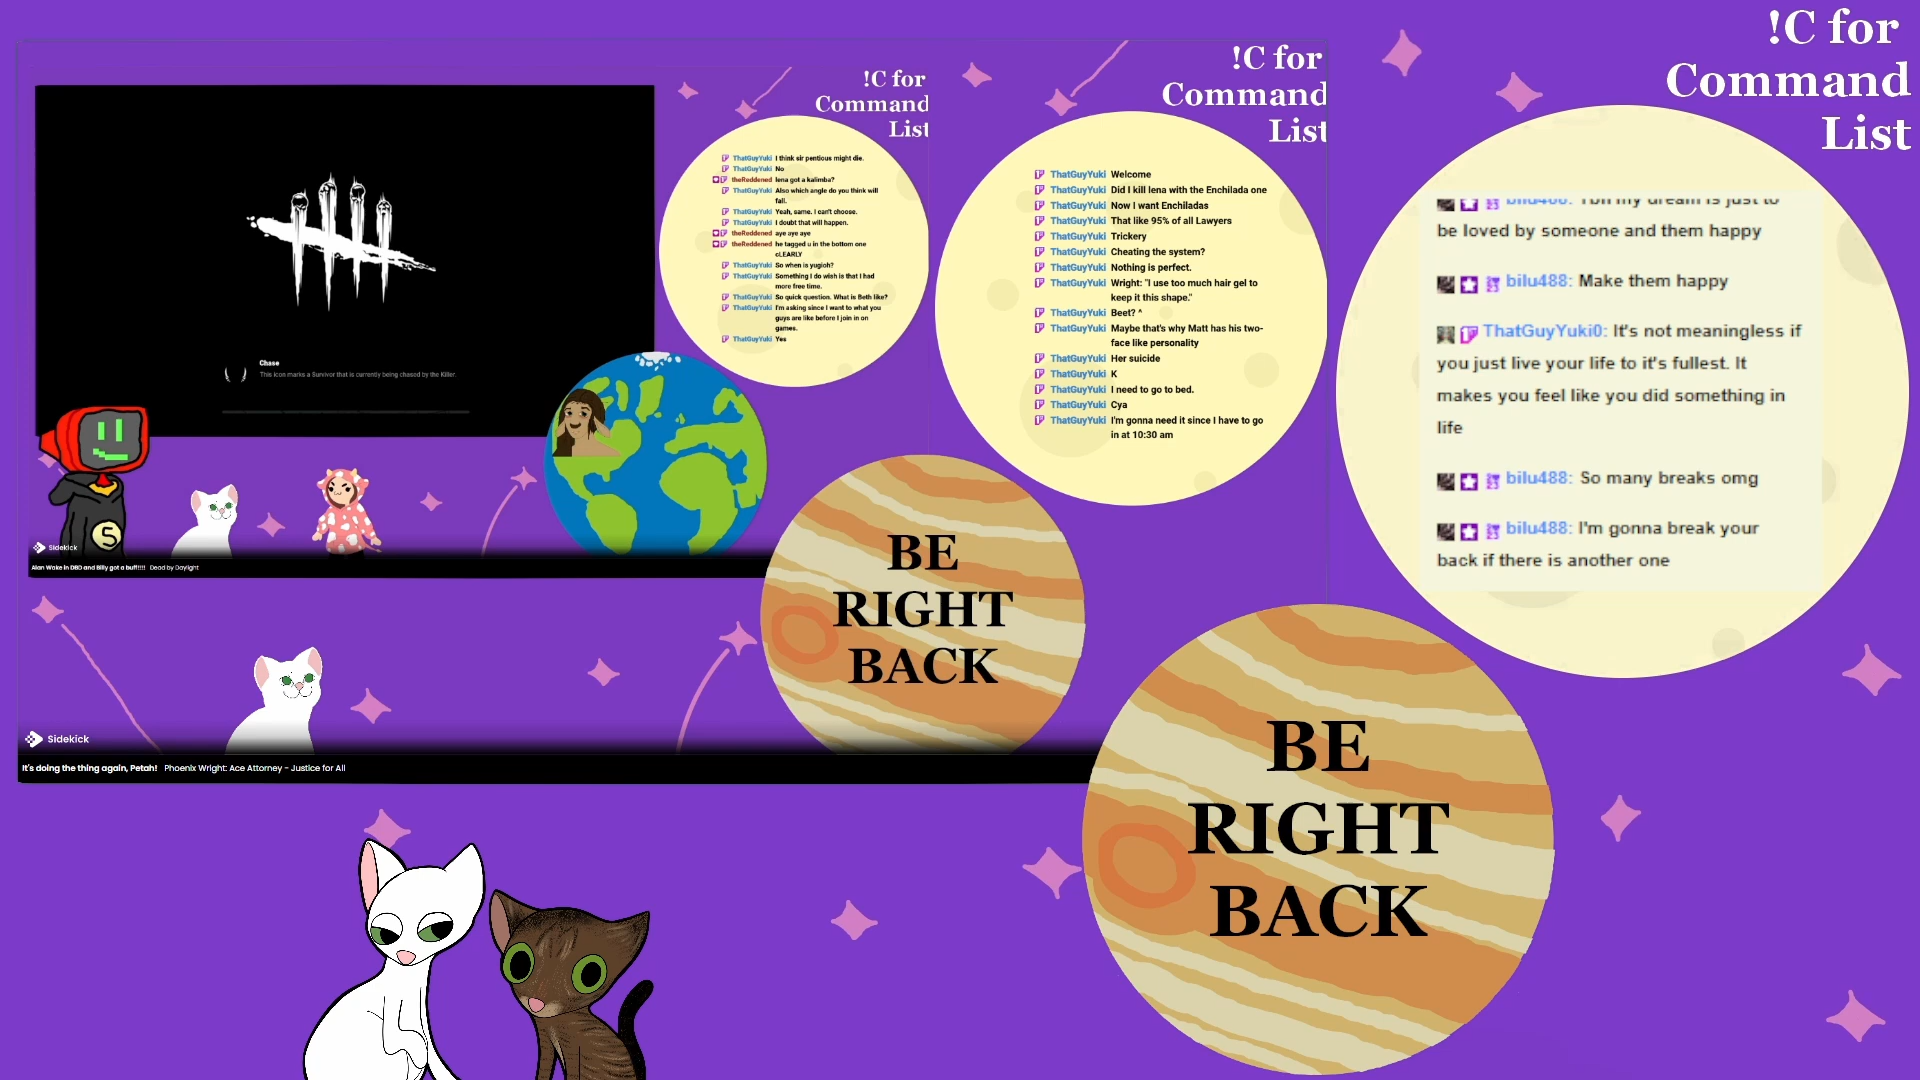 !C for
Command
List
I think sir pentious might die.
ThatGuyYuki I think sir pentious might die.
ThatGuyYuki No
theReddened lena got a kalimba?
ThatGuyYuki Also which angle do you think will
fall.
ThatGuyYuki Yeah, same. I can't choose.
ThatGuyYuki I doubt that will happen.
theReddened aye aye aye
theReddened he tagged u in the bottom one
cLEARLY
ThatGuyYuki So when is yugioh?
ThatGuyYuki Something I do wish is that I had
more free time.
ThatGuyYuki So quick question. What is Beth like?
ThatGuyYuki I'm asking since I want to what you
guys are like before I join in on
games.
ThatGuyYuki Yes
Chase
This icon marks a Survivor that is currently being chased by the Killer.
S
Sidekick
Alan Wake in DBD and Billy got a buff!!!! Dead by Daylight
!C for
Command
List
ThatGuyYuki Welcome
ThatGuyYuki Did I kill lena with the Enchilada one
ThatGuyYuki Now I want Enchiladas
ThatGuyYuki That like 95% of all Lawyers
ThatGuyYuki Trickery
ThatGuyYuki Cheating the system?
ThatGuyYuki Nothing is perfect.
ThatGuyYuki Wright: "I use too much hair gel to
keep it this shape."
ThatGuyYuki Beet? ^
ThatGuyYuki Maybe that's why Matt has his two-
face like personality
ThatGuyYuki Her suicide
ThatGuyYuki K
ThatGuyYuki I need to go to bed.
ThatGuyYuki Cya
ThatGuyYuki I'm gonna need it since I have to go
in at 10:30 am
BE
RIGHT
BACK
Sidekick
It's doing the thing again, Petah! Phoenix Wright: Ace Attorney - Justice for All
!C for
Command
List
bilu488: my dream is just to
be loved by someone and them happy
bilu488: Make them happy
ThatGuyYuki0: It's not meaningless if
you just live your life to it's fullest. It
makes you feel like you did something in
life
bilu488: So many breaks omg
bilu488: I'm gonna break your
back if there is another one
BE
RIGHT
BACK